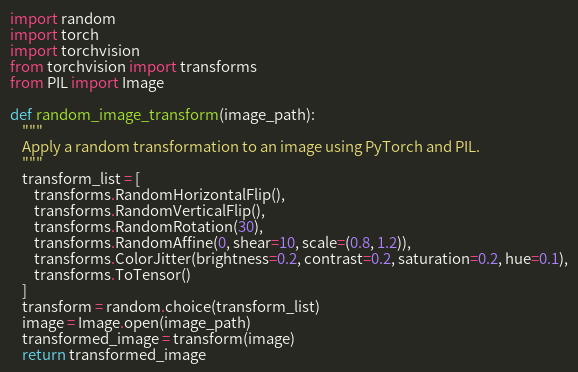 import random
import torch
import torchvision
from torchvision import transforms
from PIL import Image

def random_image_transform(image_path):
    """
    Apply a random transformation to an image using PyTorch and PIL.
    """
    transform_list = [
        transforms.RandomHorizontalFlip(),
        transforms.RandomVerticalFlip(),
        transforms.RandomRotation(30),
        transforms.RandomAffine(0, shear=10, scale=(0.8, 1.2)),
        transforms.ColorJitter(brightness=0.2, contrast=0.2, saturation=0.2, hue=0.1),
        transforms.ToTensor()
    ]
    transform = random.choice(transform_list)
    image = Image.open(image_path)
    transformed_image = transform(image)
    return transformed_image